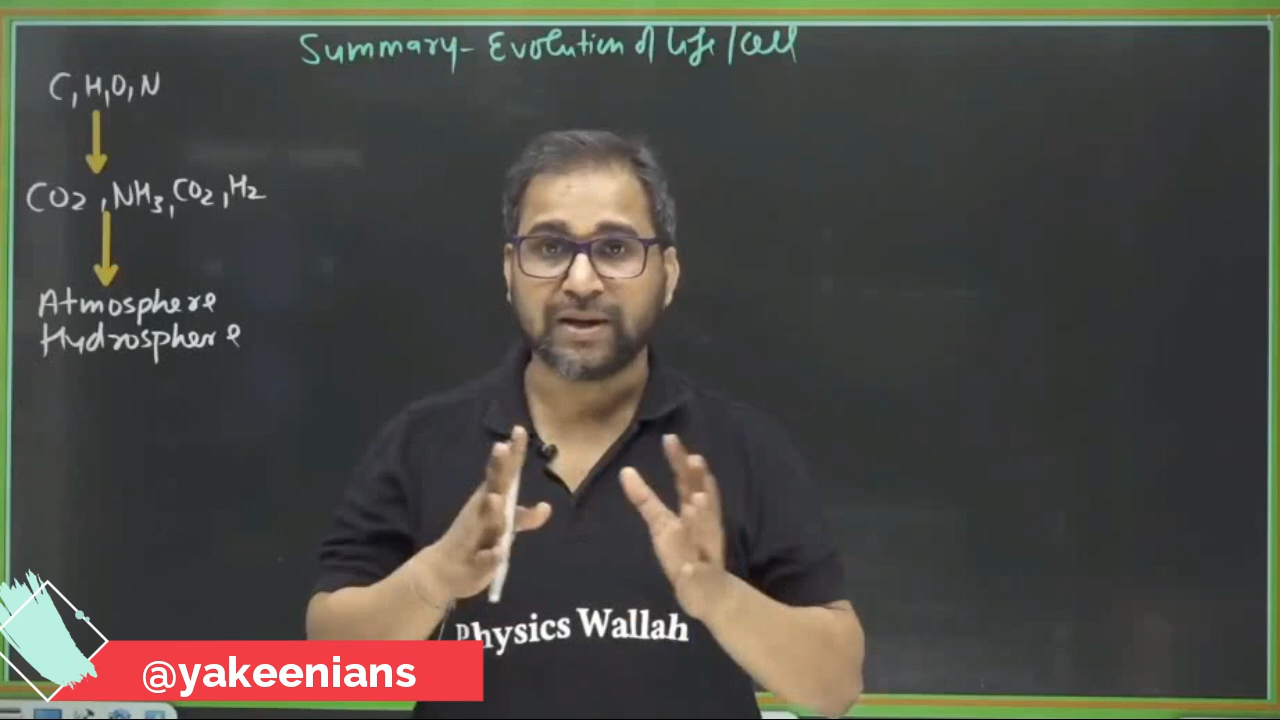 Summary- Evolution of life/cell
C, H, O, N
CO2, NH3, CO2, H2
Atmosphere
Hydrosphere
Physics Wallah
@yakeenians